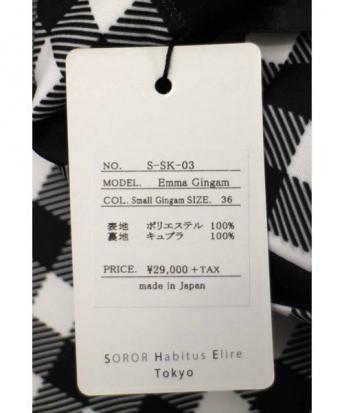 NO. S-SK-03
MODEL. Emma Gingam
COL. Small Gingam SIZE. 36
表地 ポリエステル 100%
裏地 キュプラ 100%
PRICE. ¥29,000+TAX
made in Japan
SOROR Habitus Elire
Tokyo